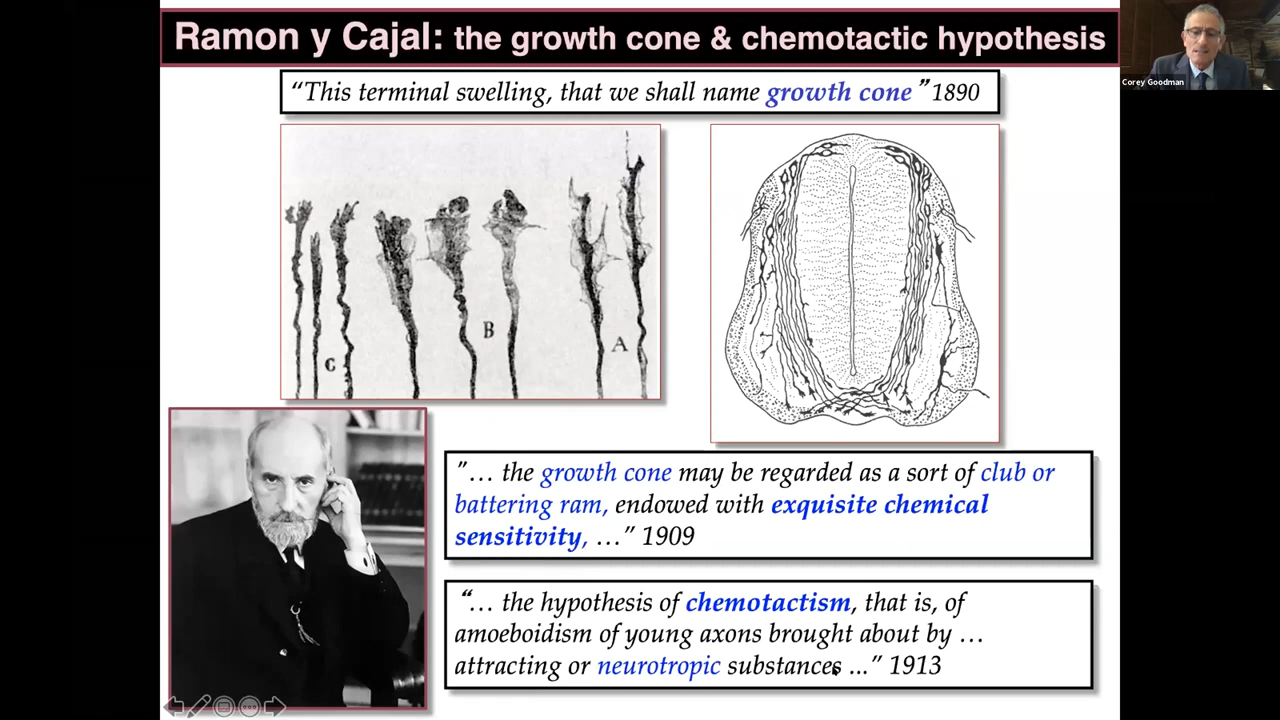 Ramon y Cajal: the growth cone & chemotactic hypothesis
Corey Goodman
“This terminal swelling, that we shall name growth cone” 1890
C
B
A
"… the growth cone may be regarded as a sort of club or
battering ram, endowed with exquisite chemical
sensitivity, …” 1909
“… the hypothesis of chemotactism, that is, of
amoeboidism of young axons brought about by …
attracting or neurotropic substances ...” 1913